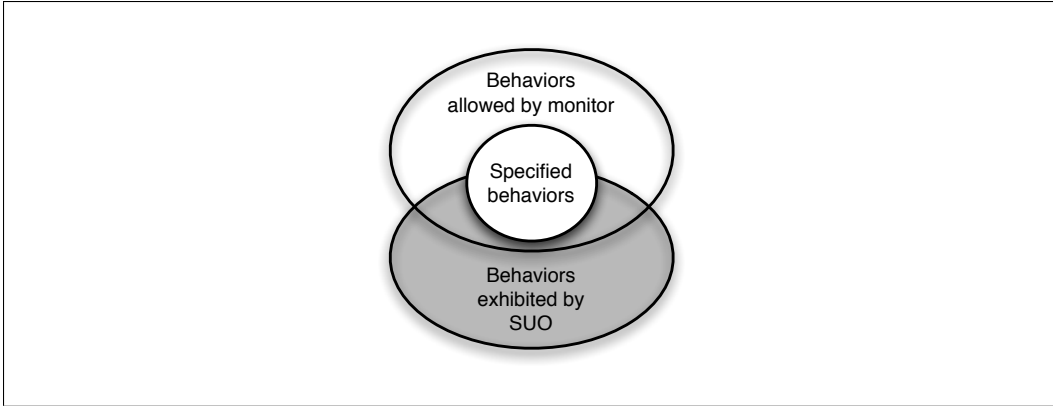 Behaviors
allowed by monitor
Specified
behaviors
Behaviors
exhibited by
SUO